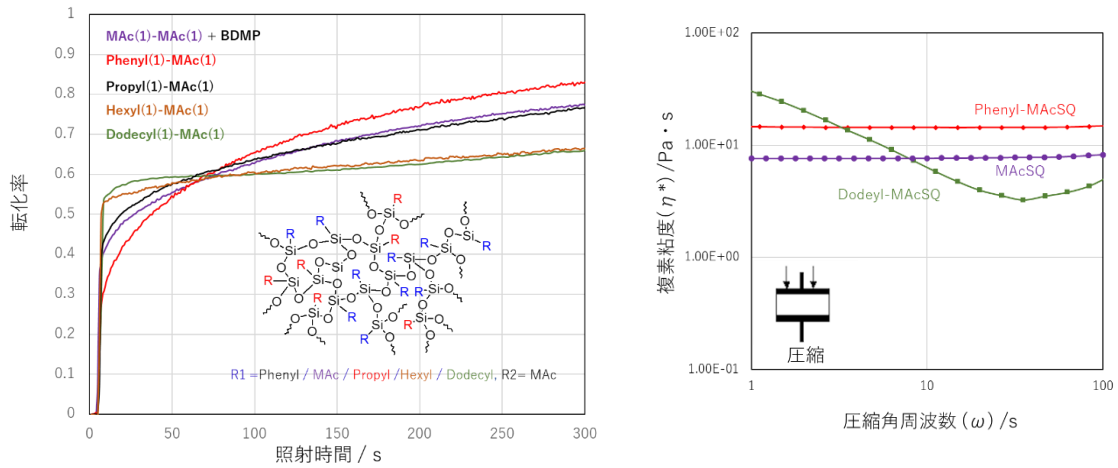 転化率
1
0.9
0.8
0.7
0.6
0.5
0.4
0.3
0.2
0.1
0
MAc(1)-MAc(1) + BDMP
Phenyl(1)-MAc(1)
Propyl(1)-MAc(1)
Hexyl(1)-MAc(1)
Dodecyl(1)-MAc(1)
R1 =Phenyl / MAc / Propyl /Hexyl / Dodecyl, R2= MAc
0 50 100 150 200 250 300
照射時間 / s
複素粘度(η*) /Pa・s
1.00E+02
1.00E+01
1.00E+00
1.00E-01
Phenyl-MAcSQ
MAcSQ
Dodeyl-MAcSQ
圧縮
1 10 100
圧縮角周波数 (ω) /s